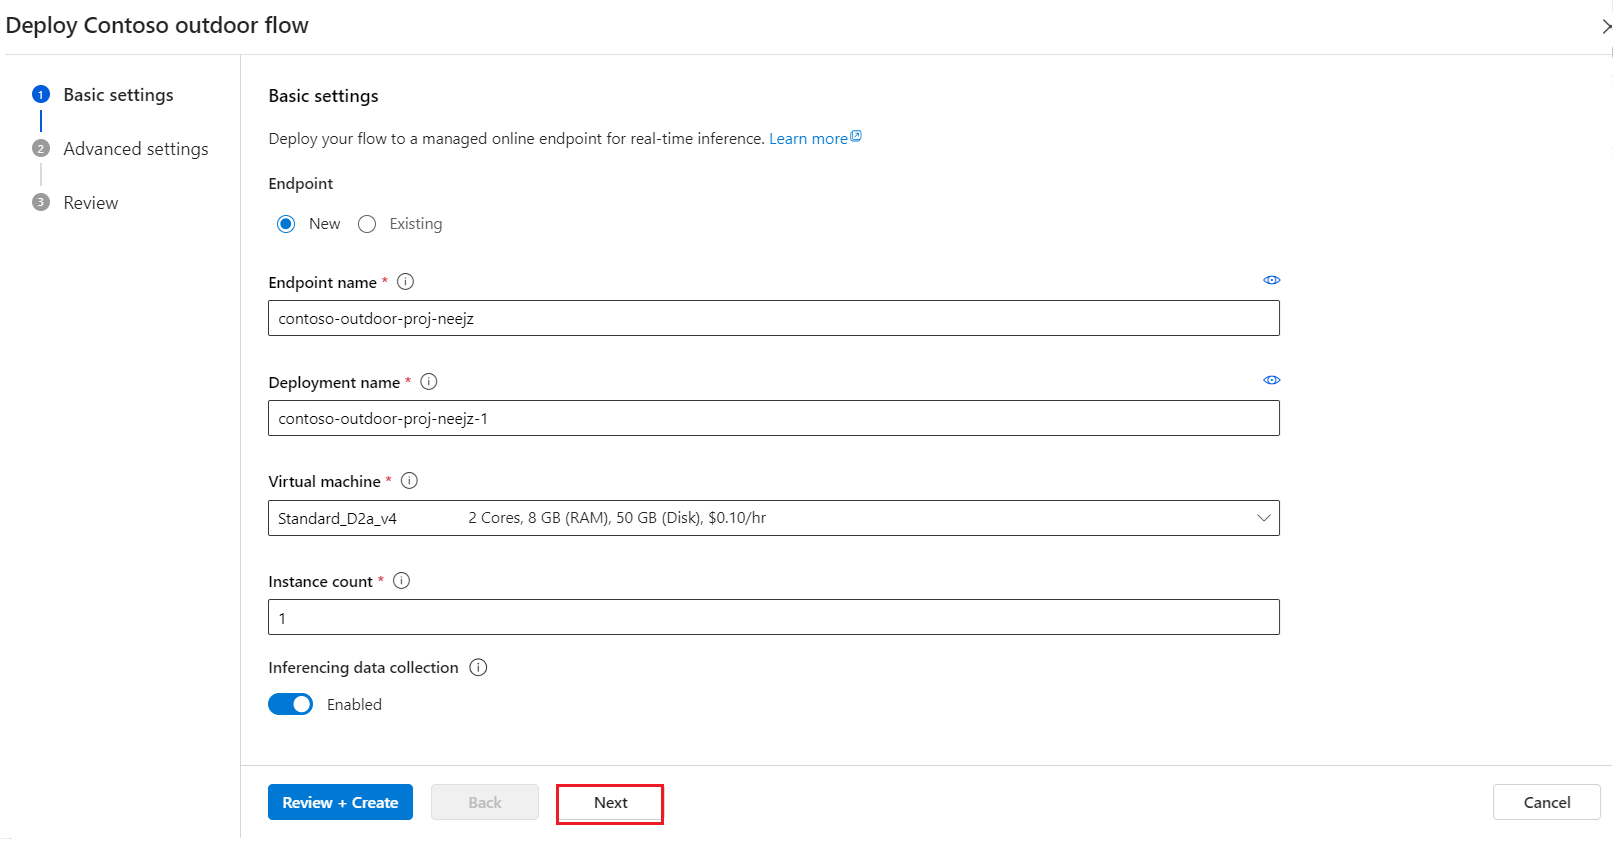 Deploy Contoso outdoor flow
1 Basic settings
2 Advanced settings
3 Review
Basic settings
Deploy your flow to a managed online endpoint for real-time inference. Learn more
Endpoint
New Existing
Endpoint name *
contoso-outdoor-proj-neejz
Deployment name *
contoso-outdoor-proj-neejz-1
Virtual machine *
Standard_D2a_v4 2 Cores, 8 GB (RAM), 50 GB (Disk), $0.10/hr
Instance count *
1
Inferencing data collection
Enabled
Review + Create Back Next Cancel